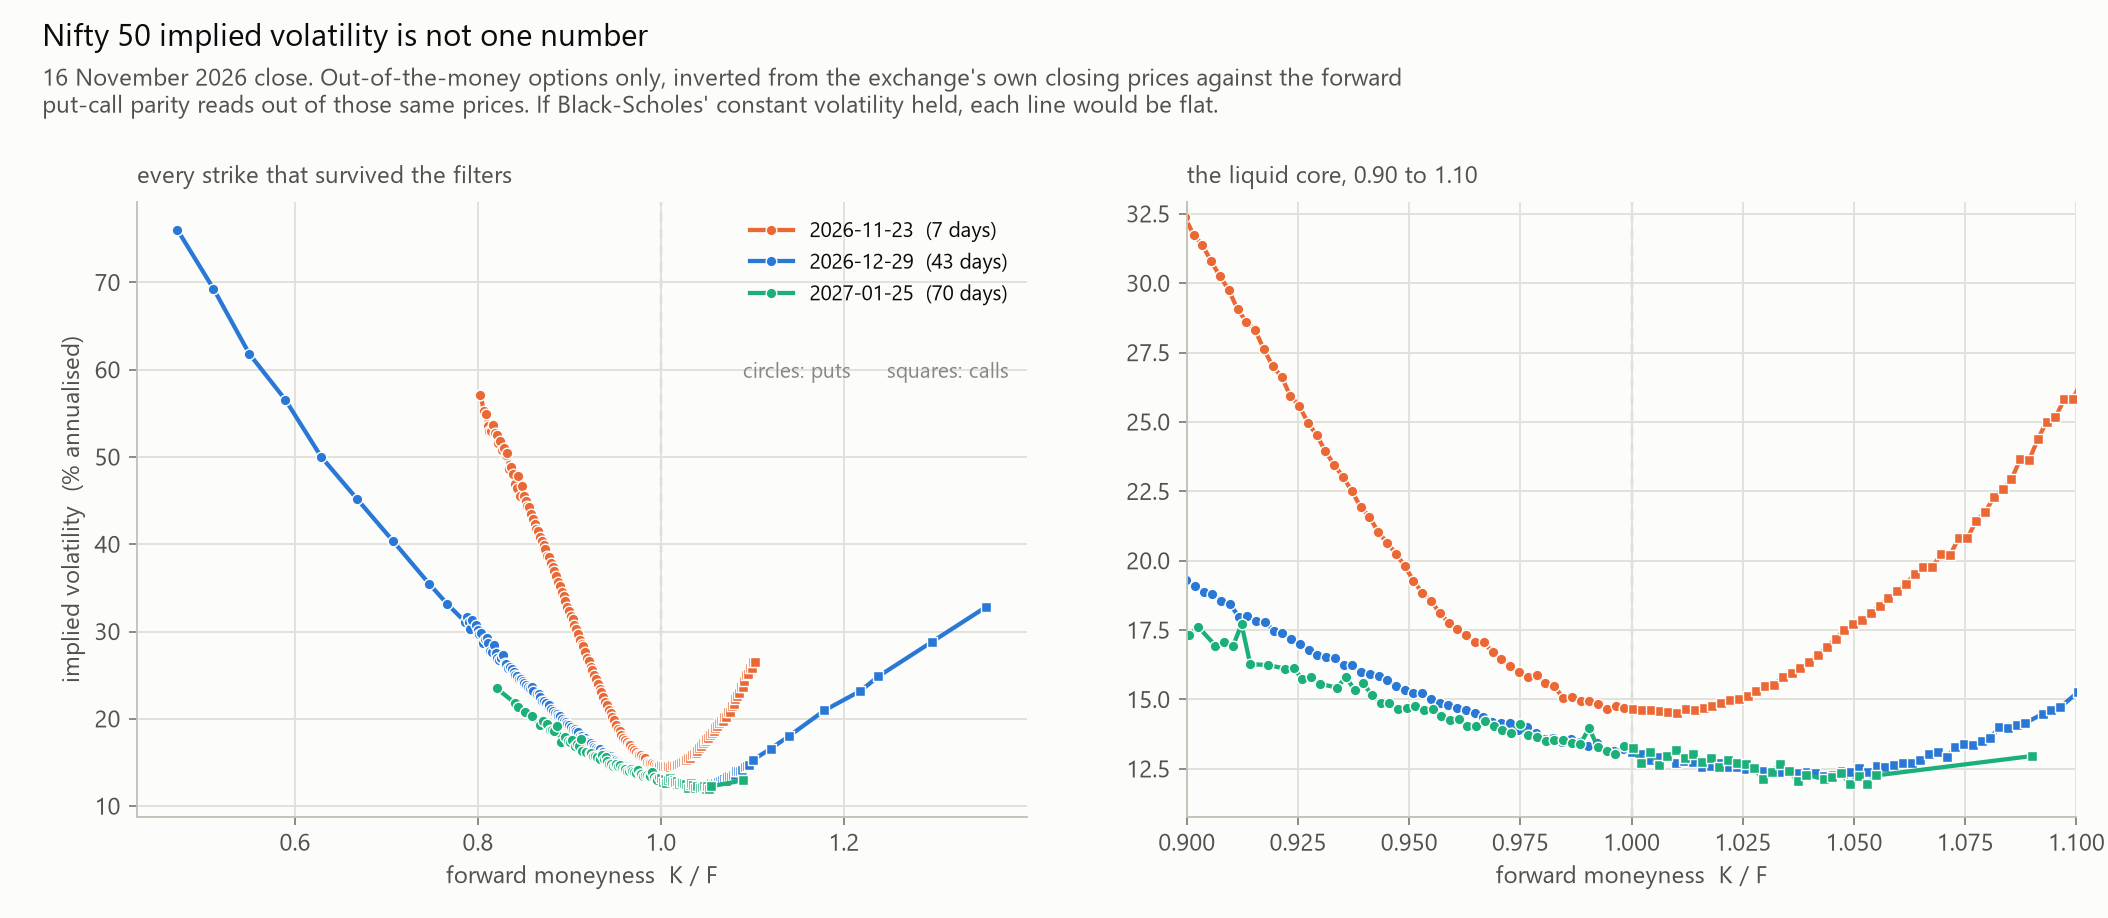 Nifty 50 implied volatility is not one number
16 November 2026 close. Out-of-the-money options only, inverted from the exchange's own closing prices against the forward
put-call parity reads out of those same prices. If Black-Scholes' constant volatility held, each line would be flat.
every strike that survived the filters
2026-11-23 (7 days)
2026-12-29 (43 days)
2027-01-25 (70 days)
circles: puts squares: calls
70
60
50
40
30
20
10
implied volatility (% annualised)
0.6 0.8 1.0 1.2
forward moneyness K / F
the liquid core, 0.90 to 1.10
32.5
30.0
27.5
25.0
22.5
20.0
17.5
15.0
12.5
0.900 0.925 0.950 0.975 1.000 1.025 1.050 1.075 1.100
forward moneyness K / F